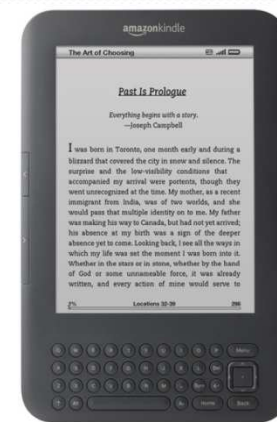 amazonkindle
The Art of Choosing
Past Is Prologue
Everything begins with a story.
—Joseph Campbell
I was born in Toronto, one month early and during a
blizzard that covered the city in snow and silence. The
surprise and the low-visibility conditions that
accompanied my arrival were portents, though they
went unrecognized at the time. My mother, as a recent
immigrant from India, was of two worlds, and she
would pass that multiple identity on to me. My father
was making his way to Canada, but had not yet arrived;
his absence at my birth was a sign of the deeper
absence yet to come. Looking back, I see all the ways in
which my life was set the moment I was born into it.
Whether in the stars or in stone, whether by the hand
of God or some unnameable force, it was already
written, and every action of mine would serve to
2% Locations 32-39 286
Menu
Home Back